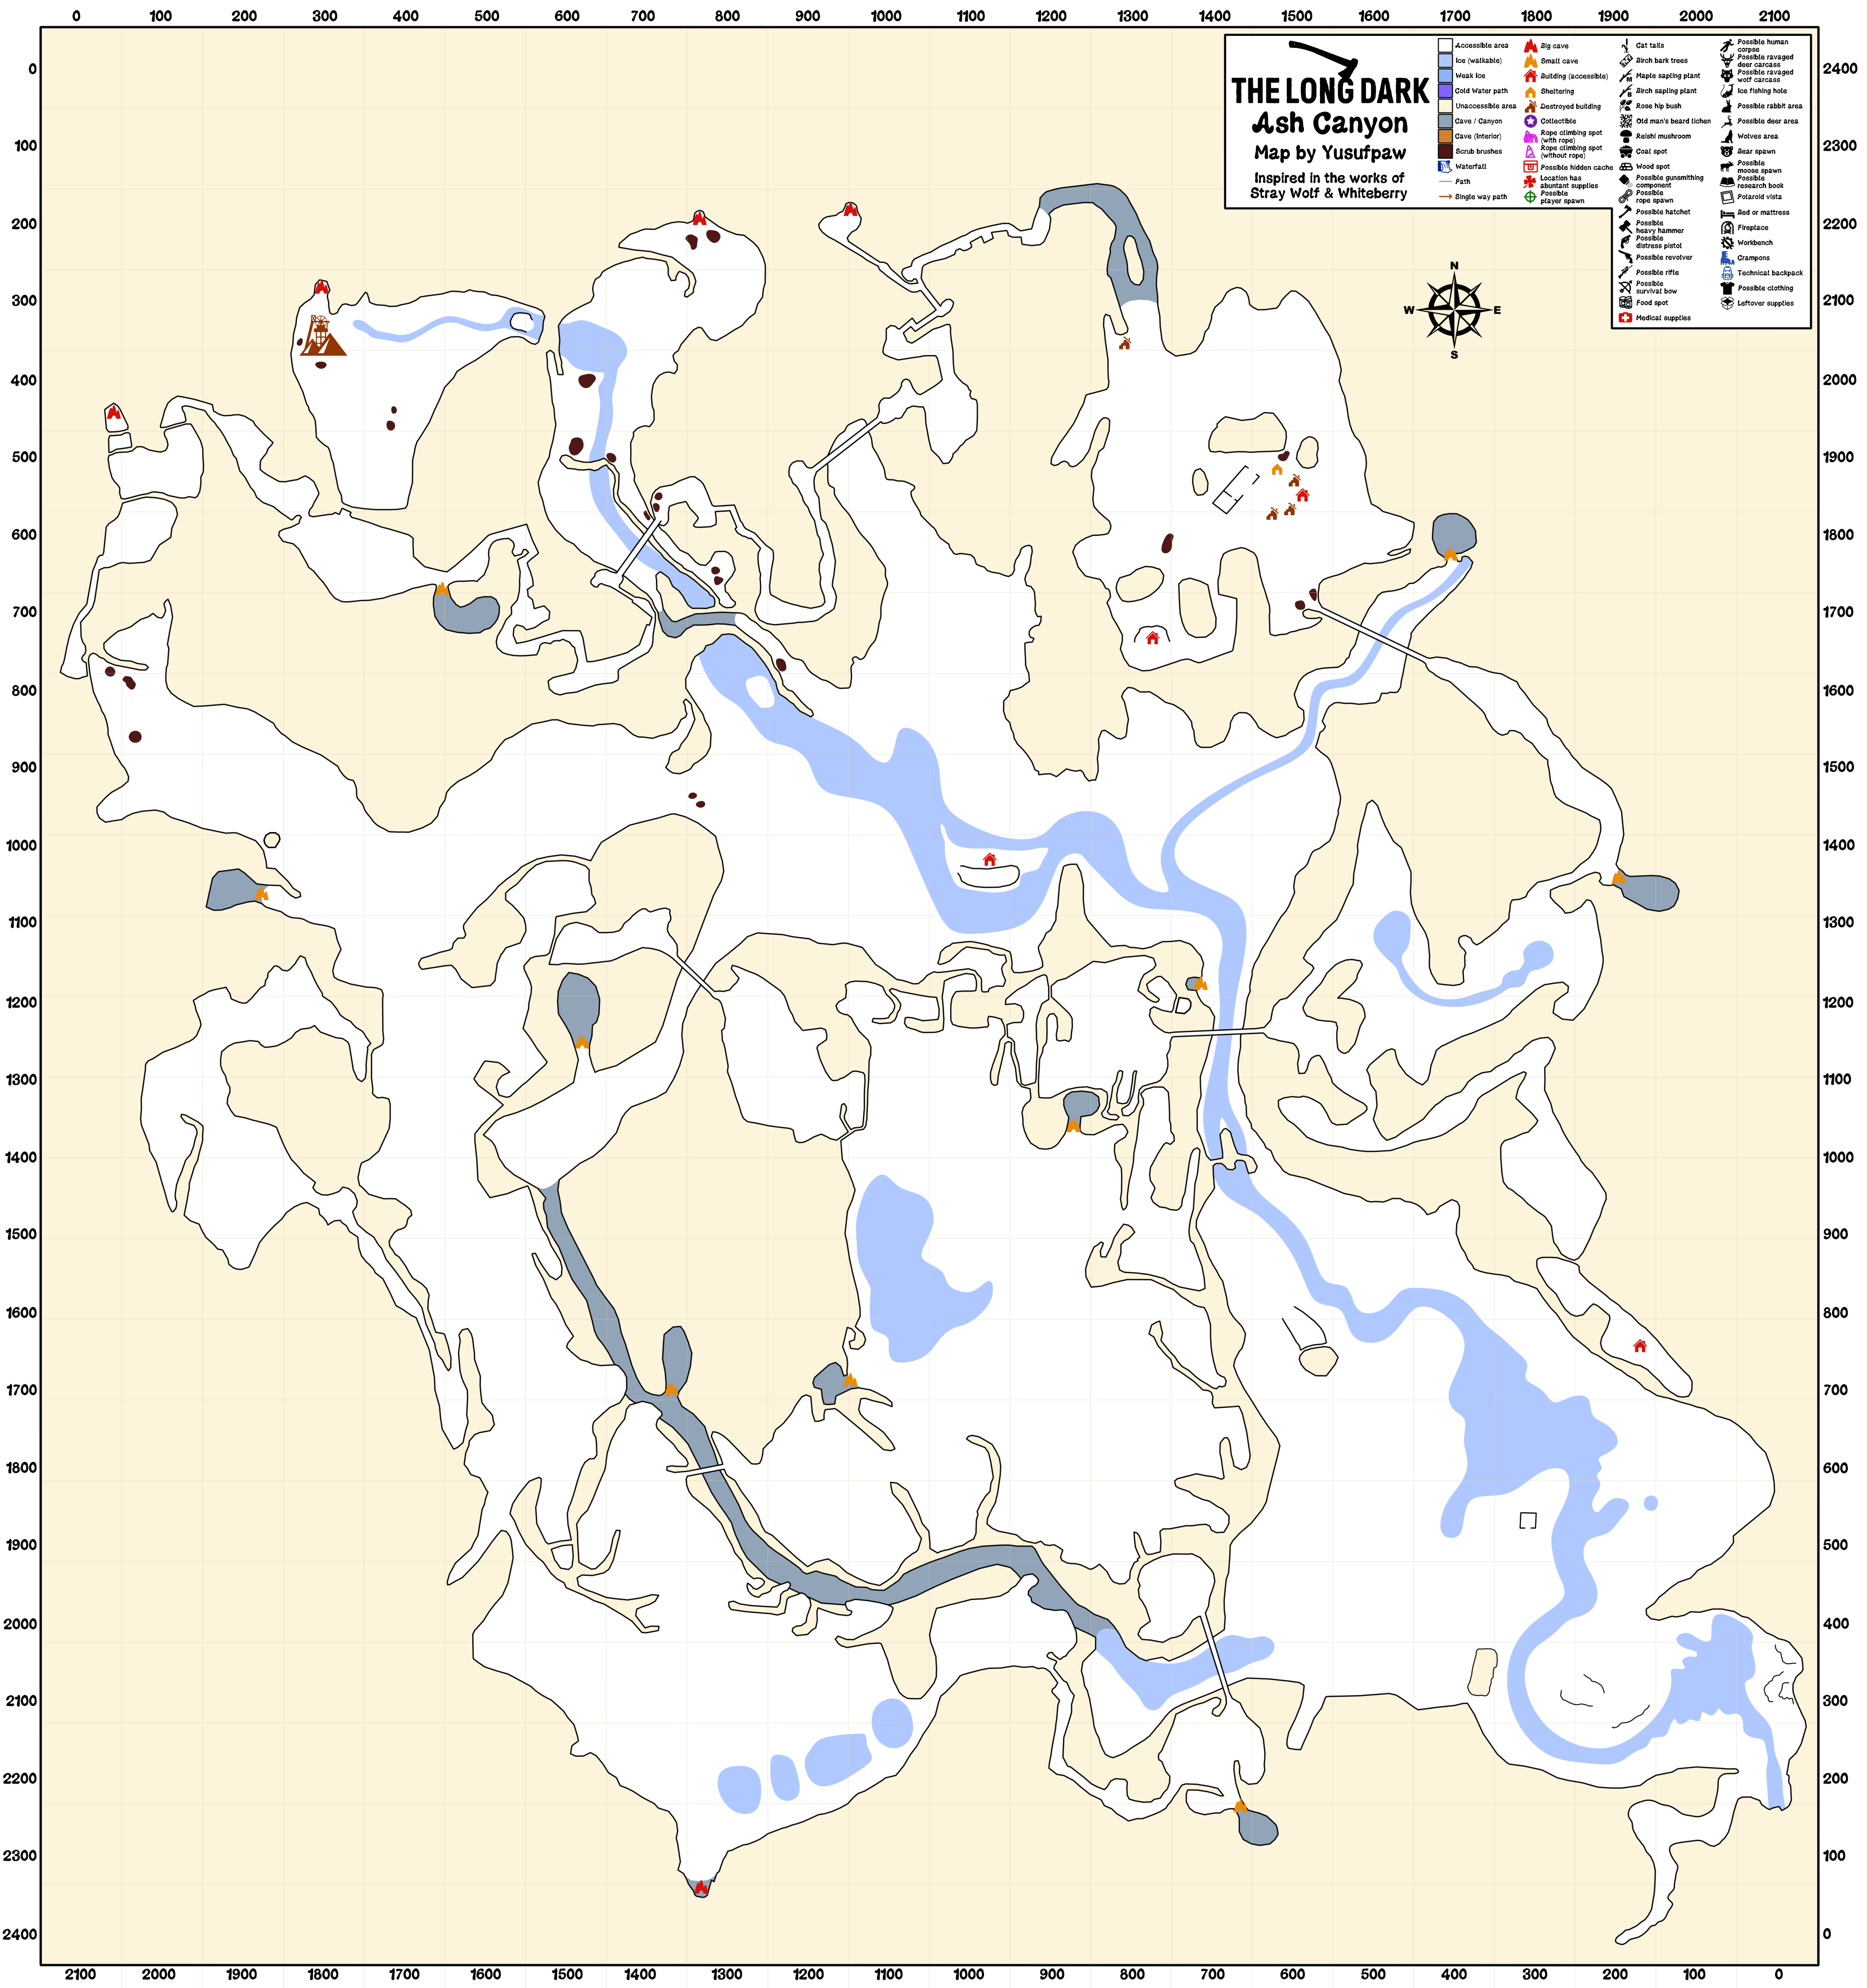 0 100 200 300 400 500 600 700 800 900 1000 1100 1200 1300 1400 1500 1600 1700 1800 1900 2000 2100
THE LONG DARK
Ash Canyon
Map by Yusufpaw
Inspired in the works of
Stray Wolf & Whiteberry
Accessible area
Ice (walkable)
Weak Ice
Cold Water path
Unaccessible area
Cave / Canyon
Cave (Interior)
Scrub brushes
Waterfall
Path
Single way path
Big cave
Small cave
Building (accessible)
Sheltering
Destroyed building
Collectible
Rope climbing spot
(with rope)
Rope climbing spot
(without rope)
Possible hidden cache
Location has
abuntant supplies
Possible
player spawn
Cat tails
Birch bark trees
M
Maple sapling plant
B
Birch sapling plant
Rose hip bush
Old man's beard lichen
Reishi mushroom
Coal spot
Wood spot
Possible gunsmithing
component
Possible
rope spawn
Possible hatchet
Possible
heavy hammer
Possible
distress pistol
Possible revolver
Possible rifle
Possible
survival bow
Food spot
Medical supplies
Possible human
corpse
Possible ravaged
deer carcass
Possible ravaged
wolf carcass
Ice fishing hole
Possible rabbit area
Possible deer area
Wolves area
Bear spawn
Possible
moose spawn
Possible
research book
Polaroid vista
Bed or mattress
Fireplace
Workbench
Crampons
Technical backpack
Possible clothing
Leftover supplies
N
W E
S
0 2400
100 2300
200 2200
300 2100
400 2000
500 1900
600 1800
700 1700
800 1600
900 1500
1000 1400
1100 1300
1200 1200
1300 1100
1400 1000
1500 900
1600 800
1700 700
1800 600
1900 500
2000 400
2100 300
2200 200
2300 100
2400 0
2100 2000 1900 1800 1700 1600 1500 1400 1300 1200 1100 1000 900 800 700 600 500 400 300 200 100 0